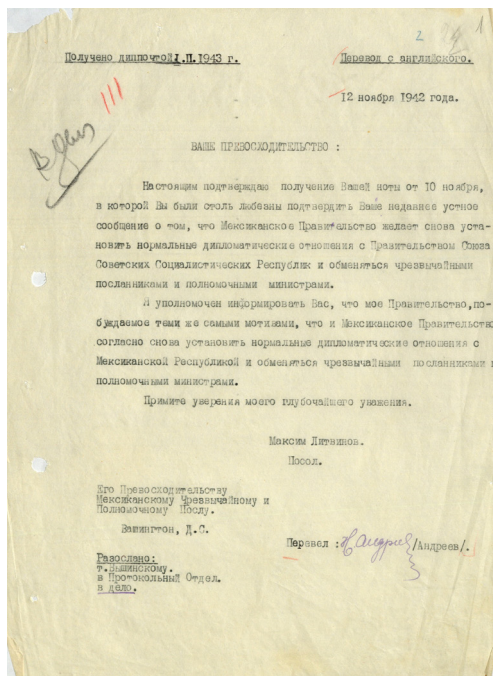 2 1
Получено диппочтой 1.II.1943 г. Перевод с английского.
12 ноября 1942 года.
В дел
ВАШЕ ПРЕВОСХОДИТЕЛЬСТВО :
Настоящим подтверждаю получение Вашей ноты от 10 ноября,
в которой Вы были столь любезны подтвердить Ваше недавнее устное
сообщение о том, что Мексиканское Правительство желает снова уста-
новить нормальные дипломатические отношения с Правительством Союза
Советских Социалистических Республик и обменяться чрезвычайными
посланниками и полномочными министрами.
Я уполномочен информировать Вас, что мое Правительство, по-
буждаемое теми же самыми мотивами, что и Мексиканское Правительство
согласно снова установить нормальные дипломатические отношения с
Мексиканской Республикой и обменяться чрезвычайными посланниками и
полномочными министрами.
Примите уверения моего глубочайшего уважения.
Максим Литвинов.
Посол.
Его Превосходительству
Мексиканскому Чрезвычайному и
Полномочному Послу.
Вашингтон, Д.С.
Перевел : Андреев /Андреев/.
Разослано:
т.Вышинскому.
в Протокольный Отдел.
в дело.